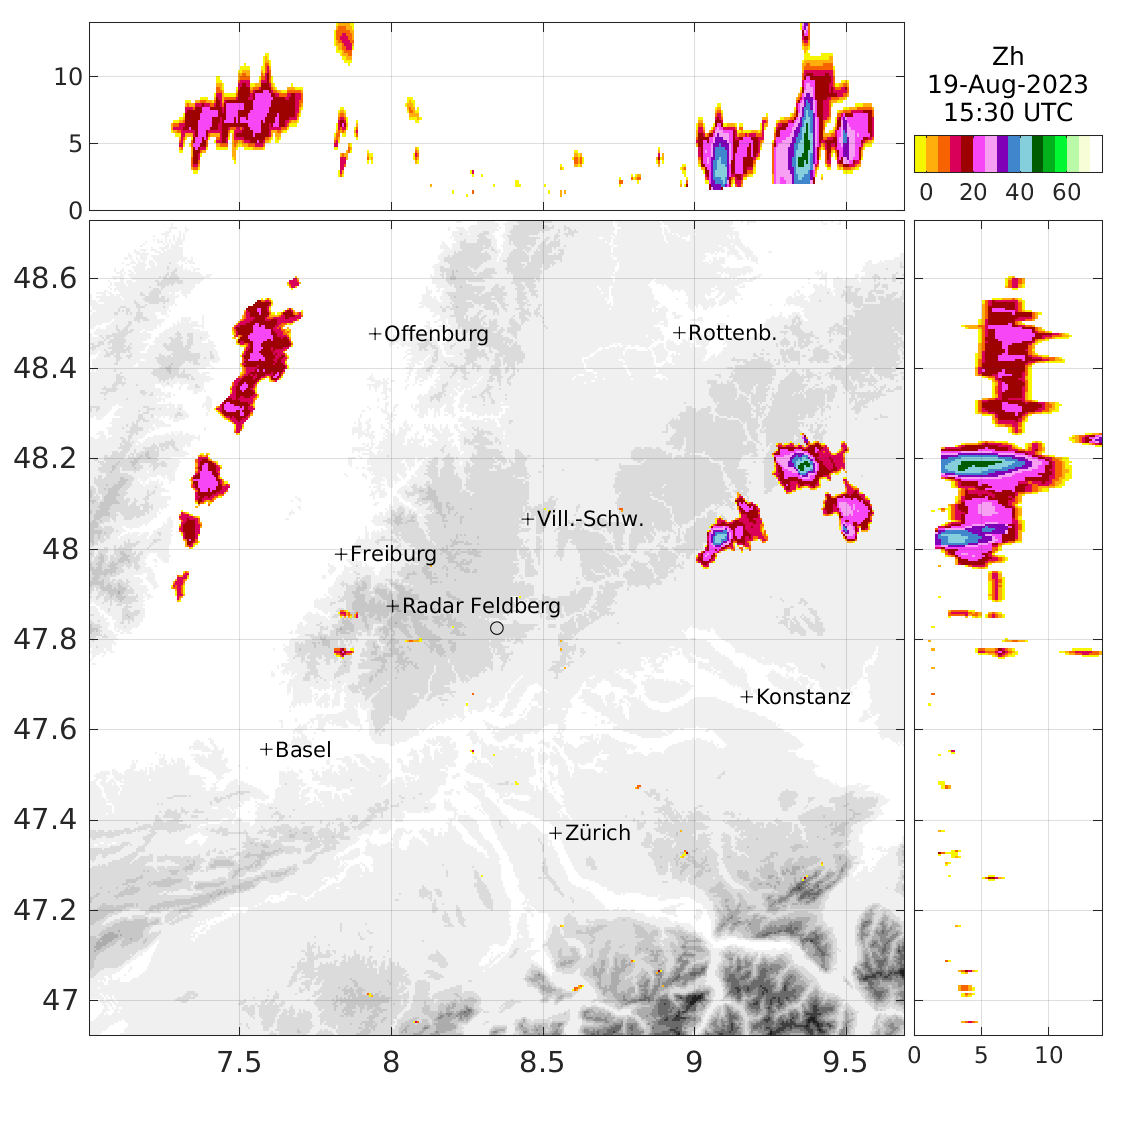 Zh
19-Aug-2023
15:30 UTC
0 20 40 60
10
5
0
48.6
48.4
48.2
48
47.8
47.6
47.4
47.2
47
+Offenburg
+Rottenb.
+Vill.-Schw.
+Freiburg
+Radar Feldberg
+Konstanz
+Basel
+Zürich
7.5 8 8.5 9 9.5
0 5 10